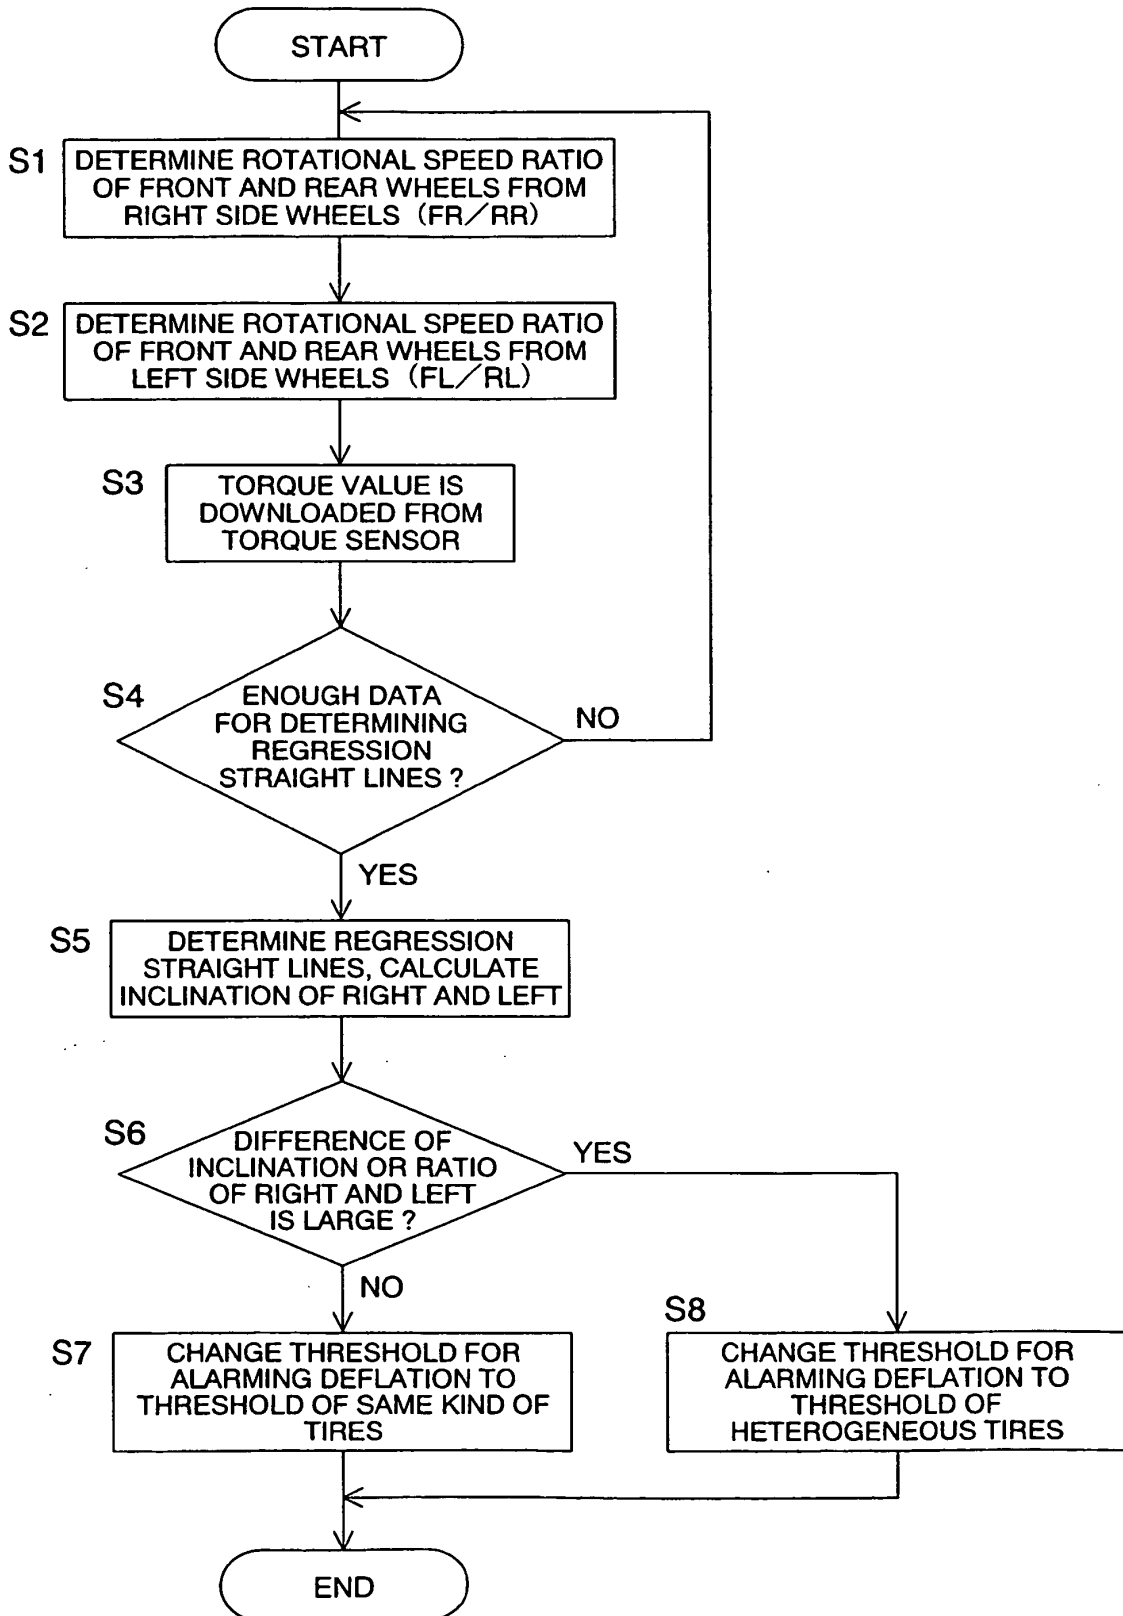 START
S1
DETERMINE ROTATIONAL SPEED RATIO
OF FRONT AND REAR WHEELS FROM
RIGHT SIDE WHEELS (FR/RR)
S2
DETERMINE ROTATIONAL SPEED RATIO
OF FRONT AND REAR WHEELS FROM
LEFT SIDE WHEELS (FL/RL)
S3
TORQUE VALUE IS
DOWNLOADED FROM
TORQUE SENSOR
S4
ENOUGH DATA
FOR DETERMINING
REGRESSION
STRAIGHT LINES ?
NO
YES
S5
DETERMINE REGRESSION
STRAIGHT LINES, CALCULATE
INCLINATION OF RIGHT AND LEFT
S6
DIFFERENCE OF
INCLINATION OR RATIO
OF RIGHT AND LEFT
IS LARGE ?
YES
NO
S7
CHANGE THRESHOLD FOR
ALARMING DEFLATION TO
THRESHOLD OF SAME KIND OF
TIRES
S8
CHANGE THRESHOLD FOR
ALARMING DEFLATION TO
THRESHOLD OF
HETEROGENEOUS TIRES
END